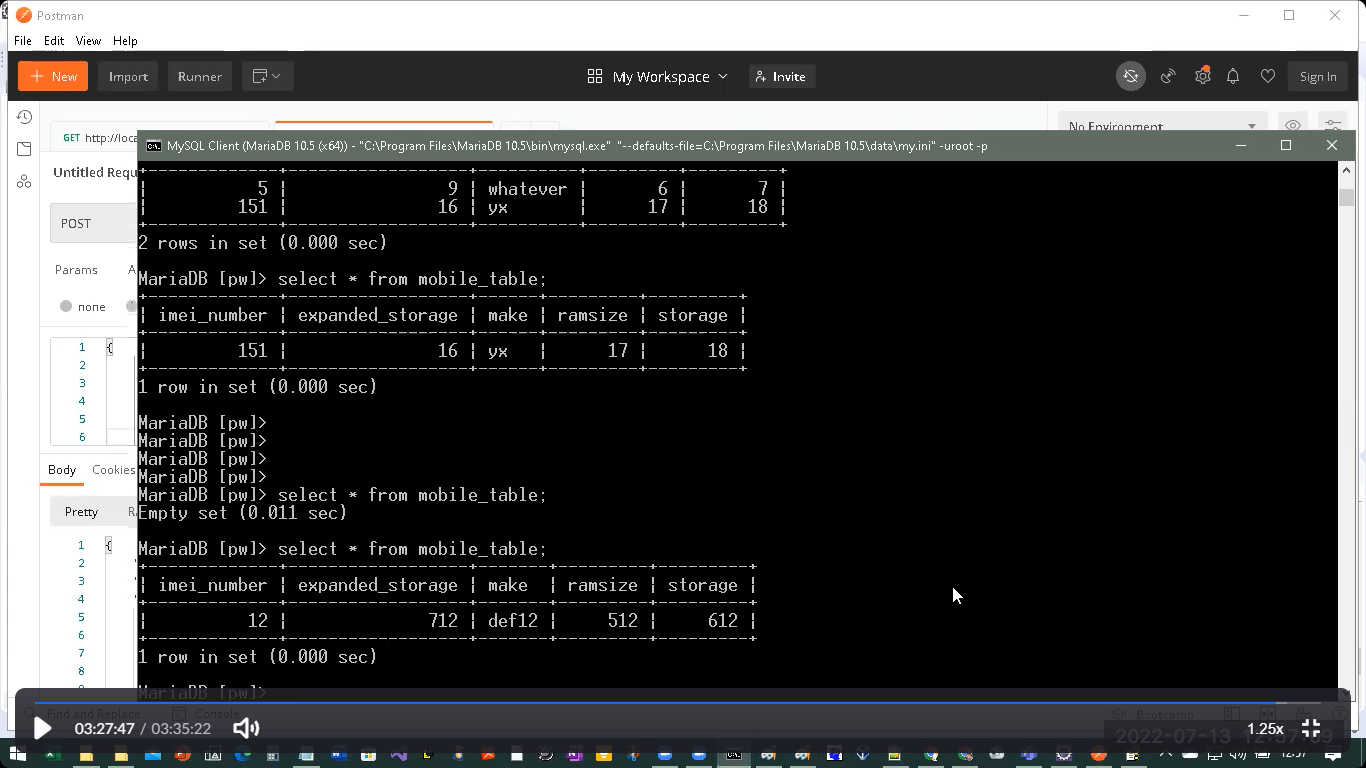 Postman
File Edit View Help
New Import Runner My Workspace Invite Sign In
GET http://loca No Environment
MySQL Client (MariaDB 10.5 (x64)) - "C:\Program Files\MariaDB 10.5\bin\mysql.exe" "--defaults-file=C:\Program Files\MariaDB 10.5\data\my.ini" -uroot -p
Untitled Requ
POST
Params A
none
1 {
2
3
4
5
6
Body Cookies
Pretty Ra
1 {
2
3
4
5
6
7
8
| 5 | 9 | whatever | 6 | 7 |
| 151 | 16 | yx | 17 | 18 |
2 rows in set (0.000 sec)
MariaDB [pw]> select * from mobile_table;
| imei_number | expanded_storage | make | ramsize | storage |
| 151 | 16 | yx | 17 | 18 |
1 row in set (0.000 sec)
MariaDB [pw]>
MariaDB [pw]>
MariaDB [pw]>
MariaDB [pw]>
MariaDB [pw]> select * from mobile_table;
Empty set (0.011 sec)
MariaDB [pw]> select * from mobile_table;
| imei_number | expanded_storage | make | ramsize | storage |
| 12 | 712 | def12 | 512 | 612 |
1 row in set (0.000 sec)
MariaDB [pw]>
Find and Replace Console Bootcamp
03:27:47 / 03:35:22 1.25x
12:57